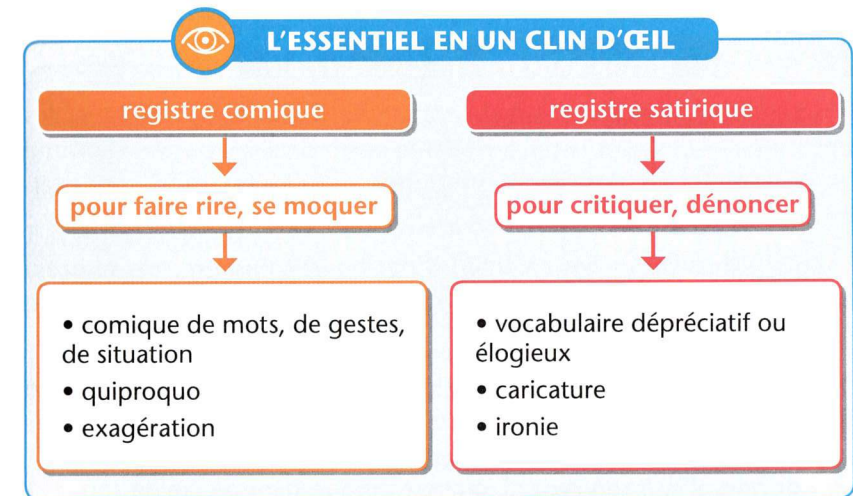 L'ESSENTIEL EN UN CLIN D'ŒIL
registre comique
pour faire rire, se moquer
• comique de mots, de gestes,
de situation
• quiproquo
• exagération
registre satirique
pour critiquer, dénoncer
• vocabulaire dépréciatif ou
élogieux
• caricature
• ironie